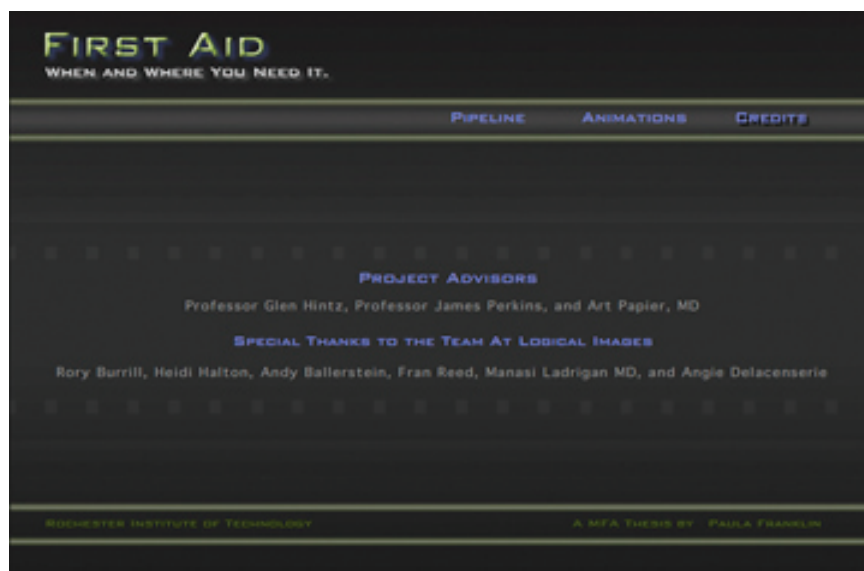 First Aid
When and Where You Need It.
Pipeline Animations Credits
Project Advisors
Professor Glen Hintz, Professor James Perkins, and Art Papier, MD
Special Thanks to the Team At Logical Images
Rory Burrill, Heidi Halton, Andy Ballerstein, Fran Reed, Manasi Ladrigan MD, and Angie Delacenserie
Rochester Institute of Technology A MFA Thesis by Paula Franklin